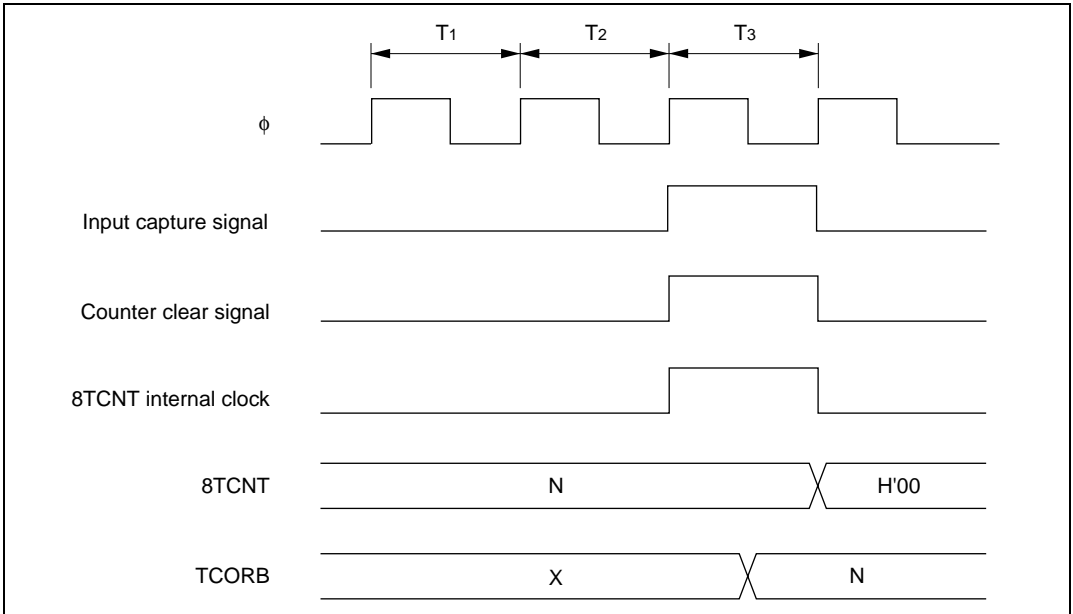 T1 T2 T3
φ
Input capture signal
Counter clear signal
8TCNT internal clock
8TCNT N H'00
TCORB X N